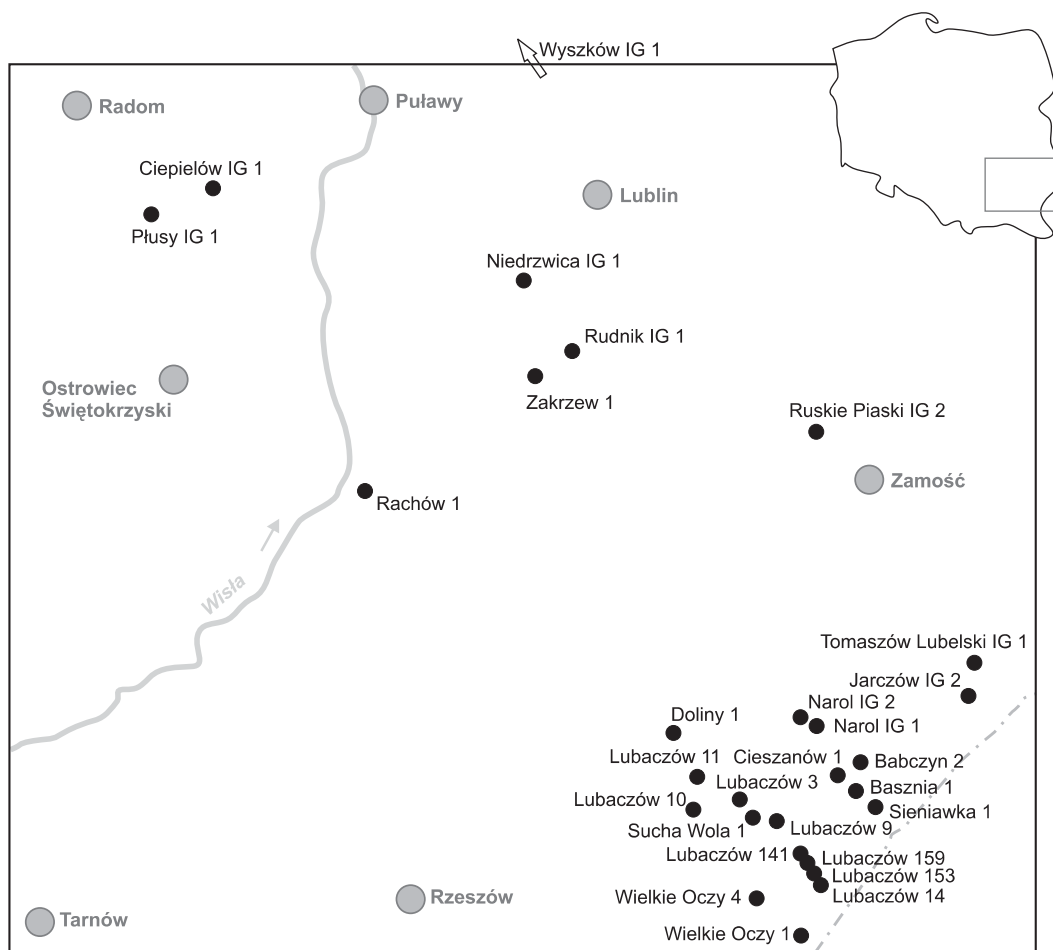 Wyszków IG 1
Radom
Puławy
Ciepielów IG 1
Lublin
Płusy IG 1
Niedrzwica IG 1
Rudnik IG 1
Ostrowiec
Świętokrzyski
Zakrzew 1
Ruskie Piaski IG 2
Zamość
Rachów 1
Wisła
Tomaszów Lubelski IG 1
Jarczów IG 2
Narol IG 2
Doliny 1
Narol IG 1
Lubaczów 11
Cieszanów 1
Babczyn 2
Lubaczów 3
Basznia 1
Lubaczów 10
Sieniawka 1
Sucha Wola 1
Lubaczów 9
Lubaczów 141
Lubaczów 159
Lubaczów 153
Wielkie Oczy 4
Lubaczów 14
Rzeszów
Tarnów
Wielkie Oczy 1